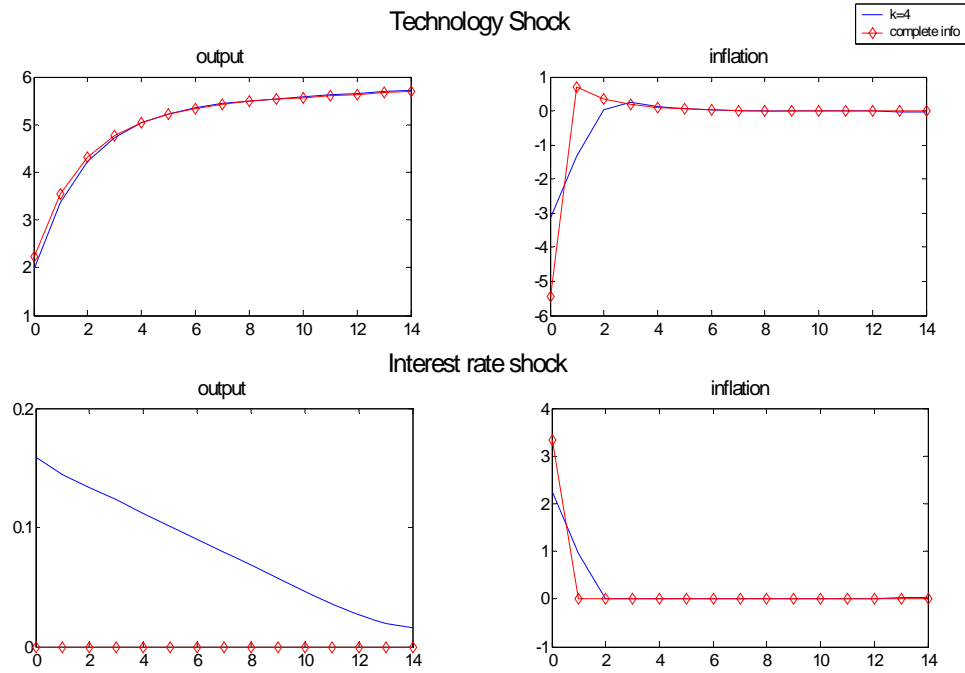 Technology Shock
k=4
complete info
output
inflation
6
5
4
3
2
1
0 2 4 6 8 10 12 14
1
0
-1
-2
-3
-4
-5
-6
0 2 4 6 8 10 12 14
Interest rate shock
output
inflation
0.2
0.1
0
0 2 4 6 8 10 12 14
4
3
2
1
0
-1
0 2 4 6 8 10 12 14